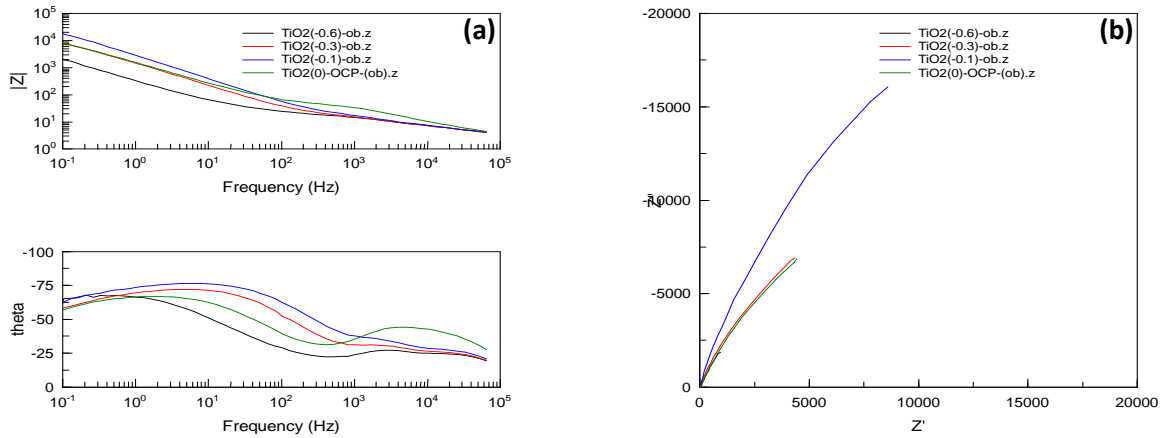 (a)
TiO2(-0.6)-ob.z
TiO2(-0.3)-ob.z
TiO2(-0.1)-ob.z
TiO2(0)-OCP-(ob).z
10^5
10^4
10^3
10^2
10^1
10^0
|Z|
10^-1 10^0 10^1 10^2 10^3 10^4 10^5
Frequency (Hz)
-100
-75
-50
-25
0
theta
10^-1 10^0 10^1 10^2 10^3 10^4 10^5
Frequency (Hz)
(b)
TiO2(-0.6)-ob.z
TiO2(-0.3)-ob.z
TiO2(-0.1)-ob.z
TiO2(0)-OCP-(ob).z
-20000
-15000
-10000
-5000
0
Z''
0 5000 10000 15000 20000
Z'